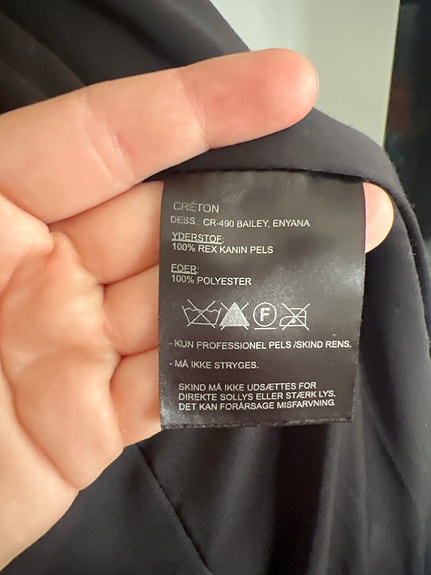 CRÉTON
DESS. CR-490 BAILEY, ENYANA
YDERSTOF:
100% REX KANIN PELS
FOER:
100% POLYESTER
F
- KUN PROFESSIONEL PELS /SKIND RENS.
- MÅ IKKE STRYGES.
SKIND MÅ IKKE UDSÆTTES FOR
DIREKTE SOLLYS ELLER STÆRK LYS.
DET KAN FORÅRSAGE MISFARVNING.